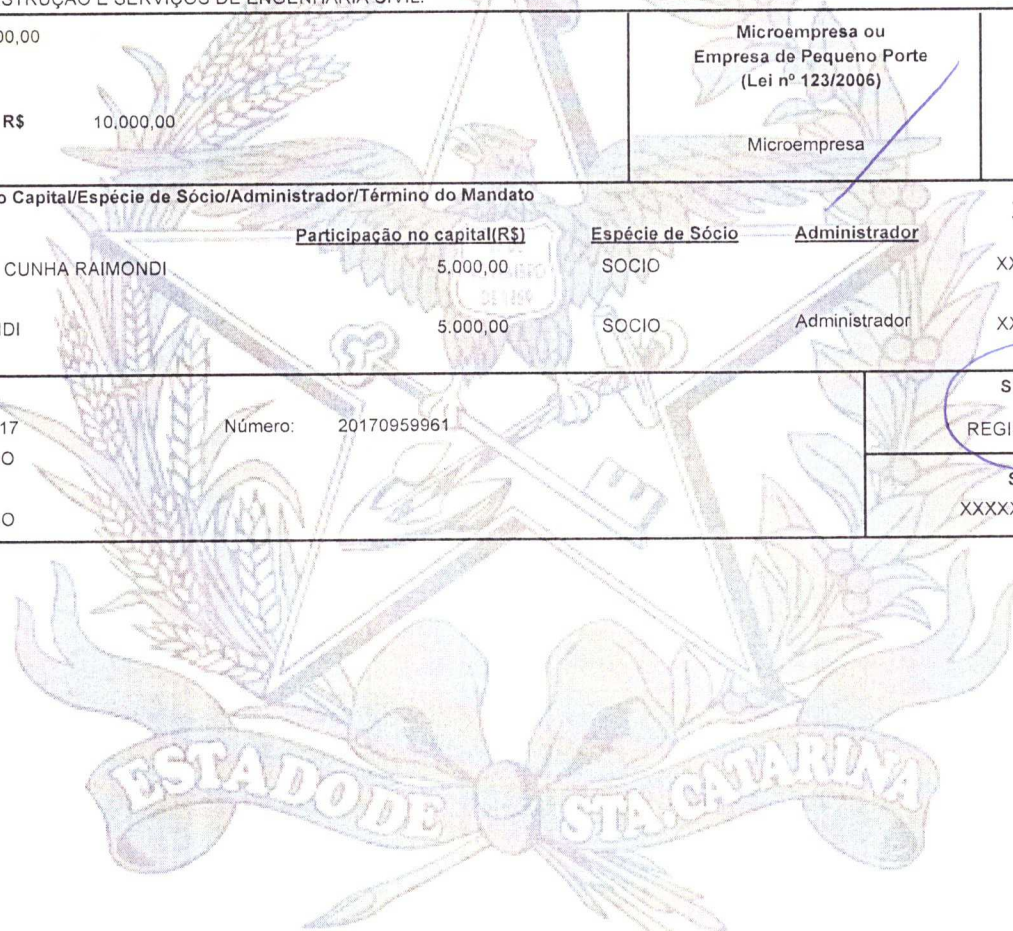 STRUÇÃO E SERVIÇOS DE ENGENHARIA CIVIL.
00,00
Microempresa ou
Empresa de Pequeno Porte
(Lei nº 123/2006)
R$ 10.000,00
Microempresa
o Capital/Espécie de Sócio/Administrador/Término do Mandato
Participação no capital(R$) Espécie de Sócio Administrador
CUNHA RAIMONDI 5.000,00 SOCIO XX
NDI 5.000,00 SOCIO Administrador XX
S
17 Número: 20170959961 REGI
O
S
XXXX
O
ESTADO DE STA. CATARINA